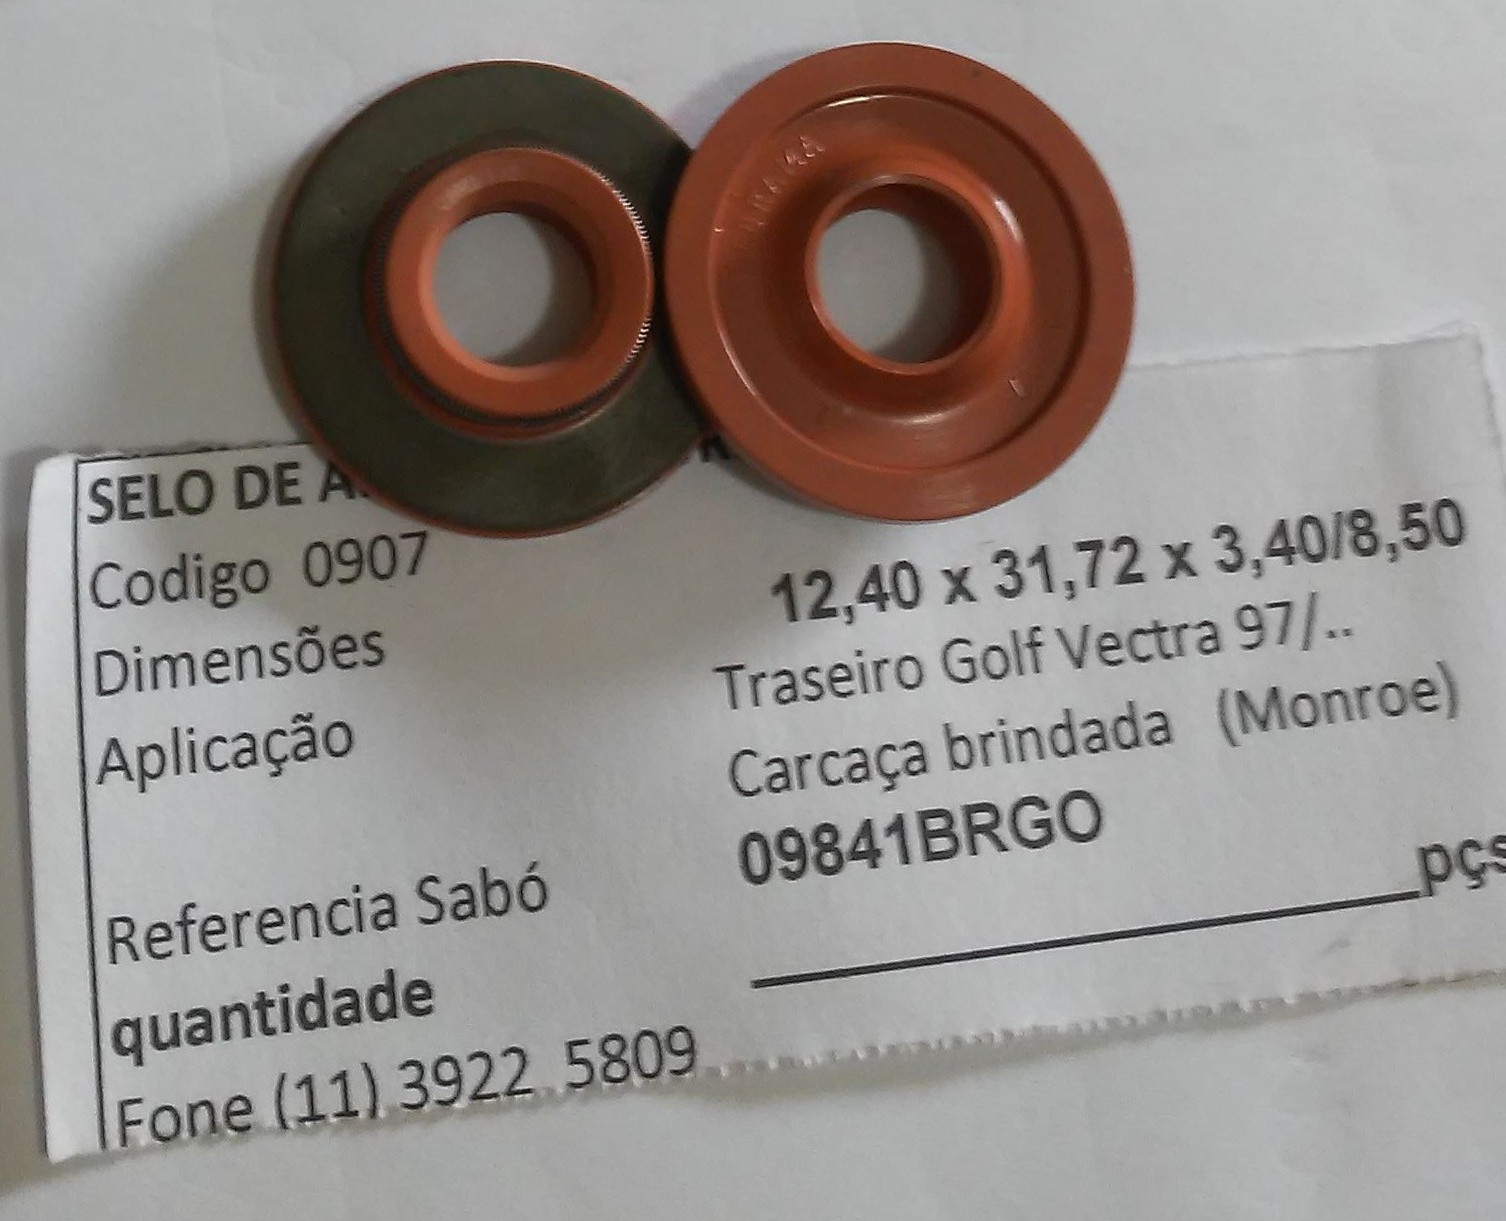 SELO DE
Codigo 0907
Dimensões 12,40 x 31,72 x 3,40/8,50
Aplicação Traseiro Golf Vectra 97/..
Carcaça brindada (Monroe)
Referencia Sabó 09841BRGO
quantidade pçs
Fone (11) 3922 5809